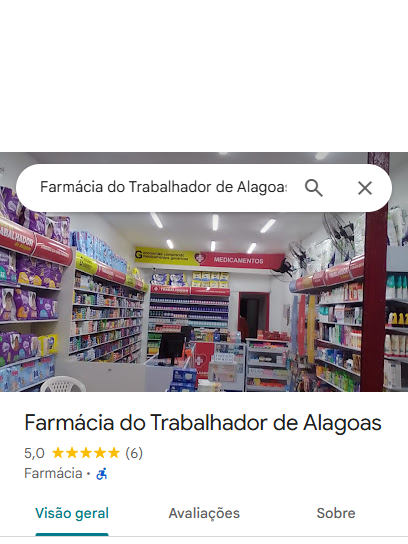 Farmácia do Trabalhador de Alagoas
MEDICAMENTOS
Farmácia do Trabalhador de Alagoas
5,0 ★★★★★ (6)
Farmácia ·
Visão geral
Avaliações
Sobre